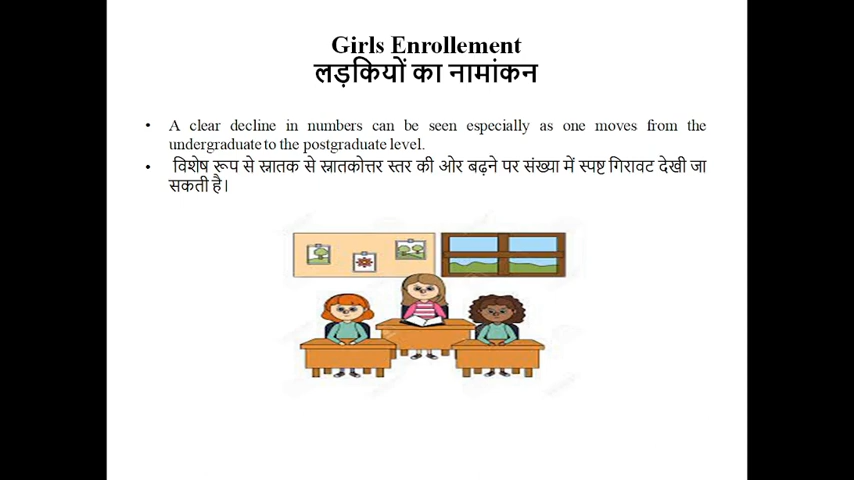 Girls Enrollement
लड़कियों का नामांकन
• A clear decline in numbers can be seen especially as one moves from the
undergraduate to the postgraduate level.
• विशेष रूप से स्नातक से स्नातकोत्तर स्तर की ओर बढ़ने पर संख्या में स्पष्ट गिरावट देखी जा
सकती है।